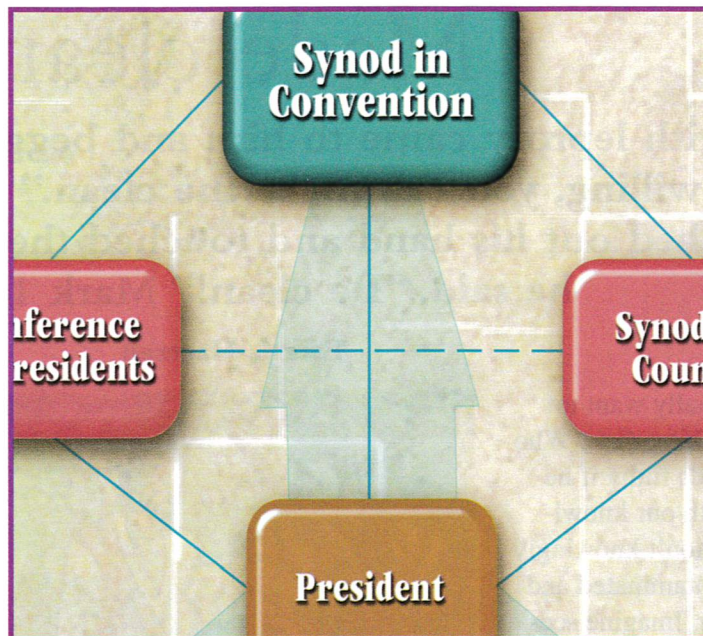 Synod in
Convention
nference
residents
Synod
Coun
President